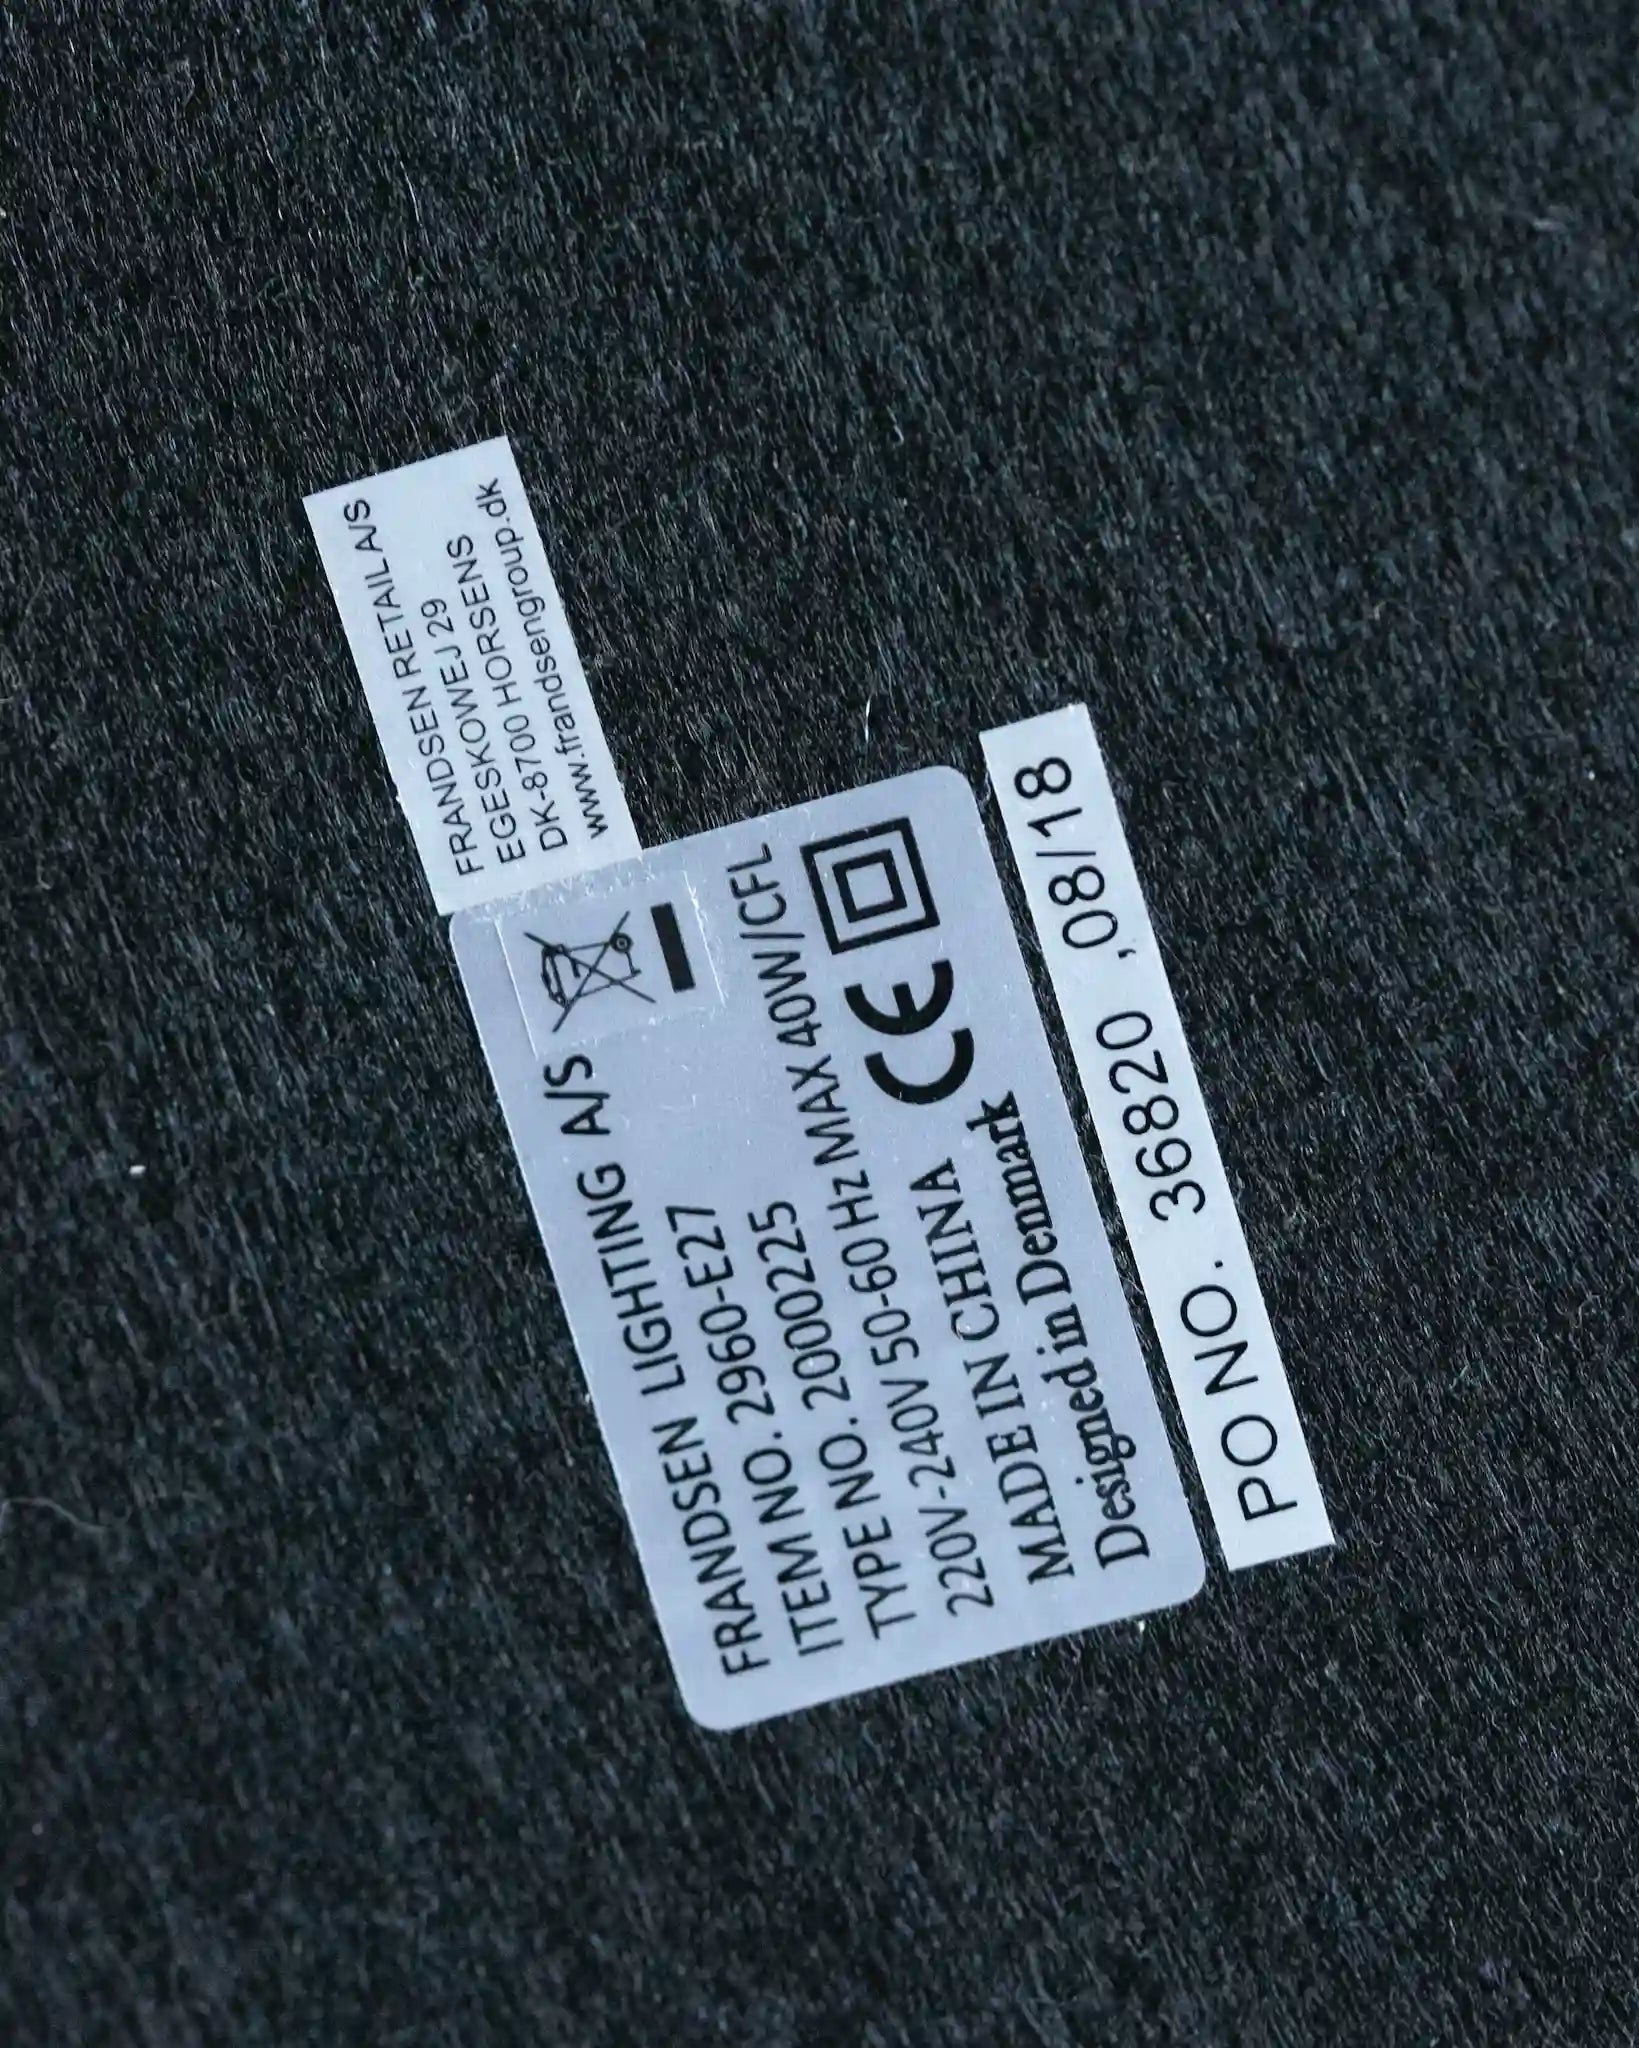 FRANDSEN RETAIL A/S
EGESKOWEJ 29
DK-8700 HORSENS
www.frandsengroup.dk
FRANDSEN LIGHTING A/S
ITEM NO. 2960-E27
TYPE NO. 2000225
220V-240V 50-60 Hz MAX 40W/CFL
MADE IN CHINA CE
Designed in Denmark
PO NO. 36820 ,08/18